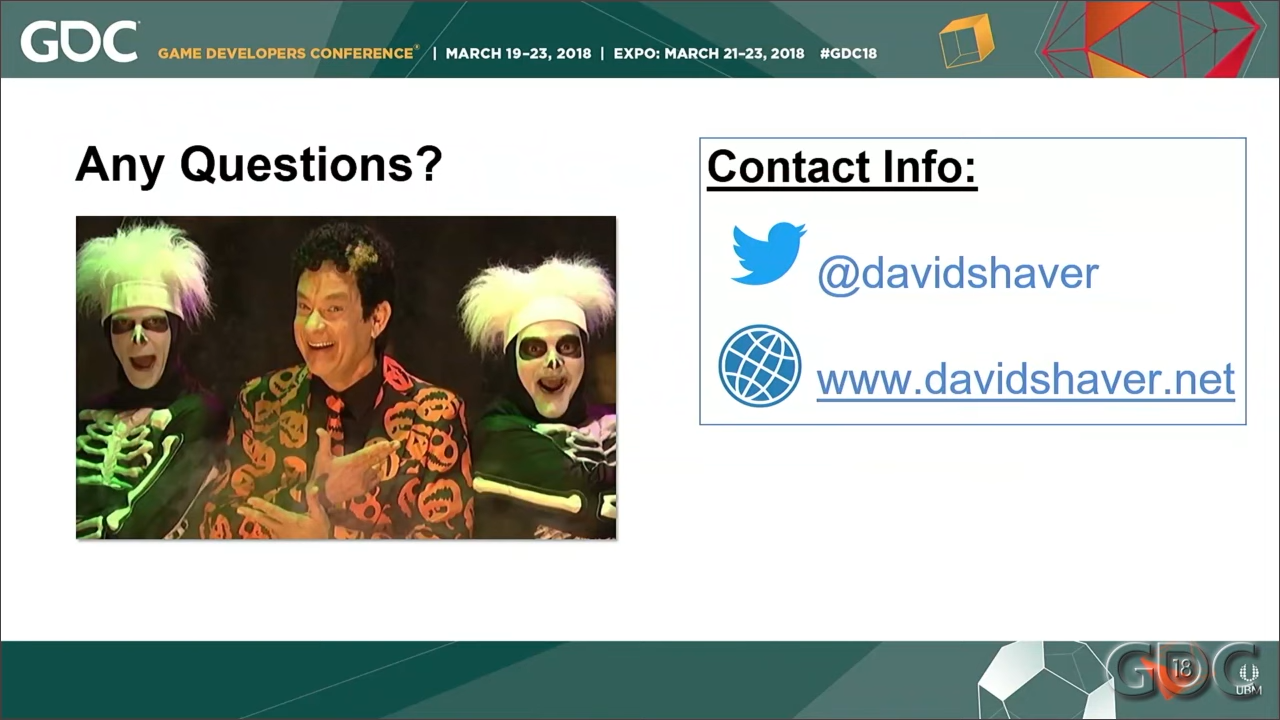 GDC
GAME DEVELOPERS CONFERENCE® | MARCH 19–23, 2018 | EXPO: MARCH 21–23, 2018 #GDC18
Any Questions?
Contact Info:
@davidshaver
www.davidshaver.net
GDC
18
UBM